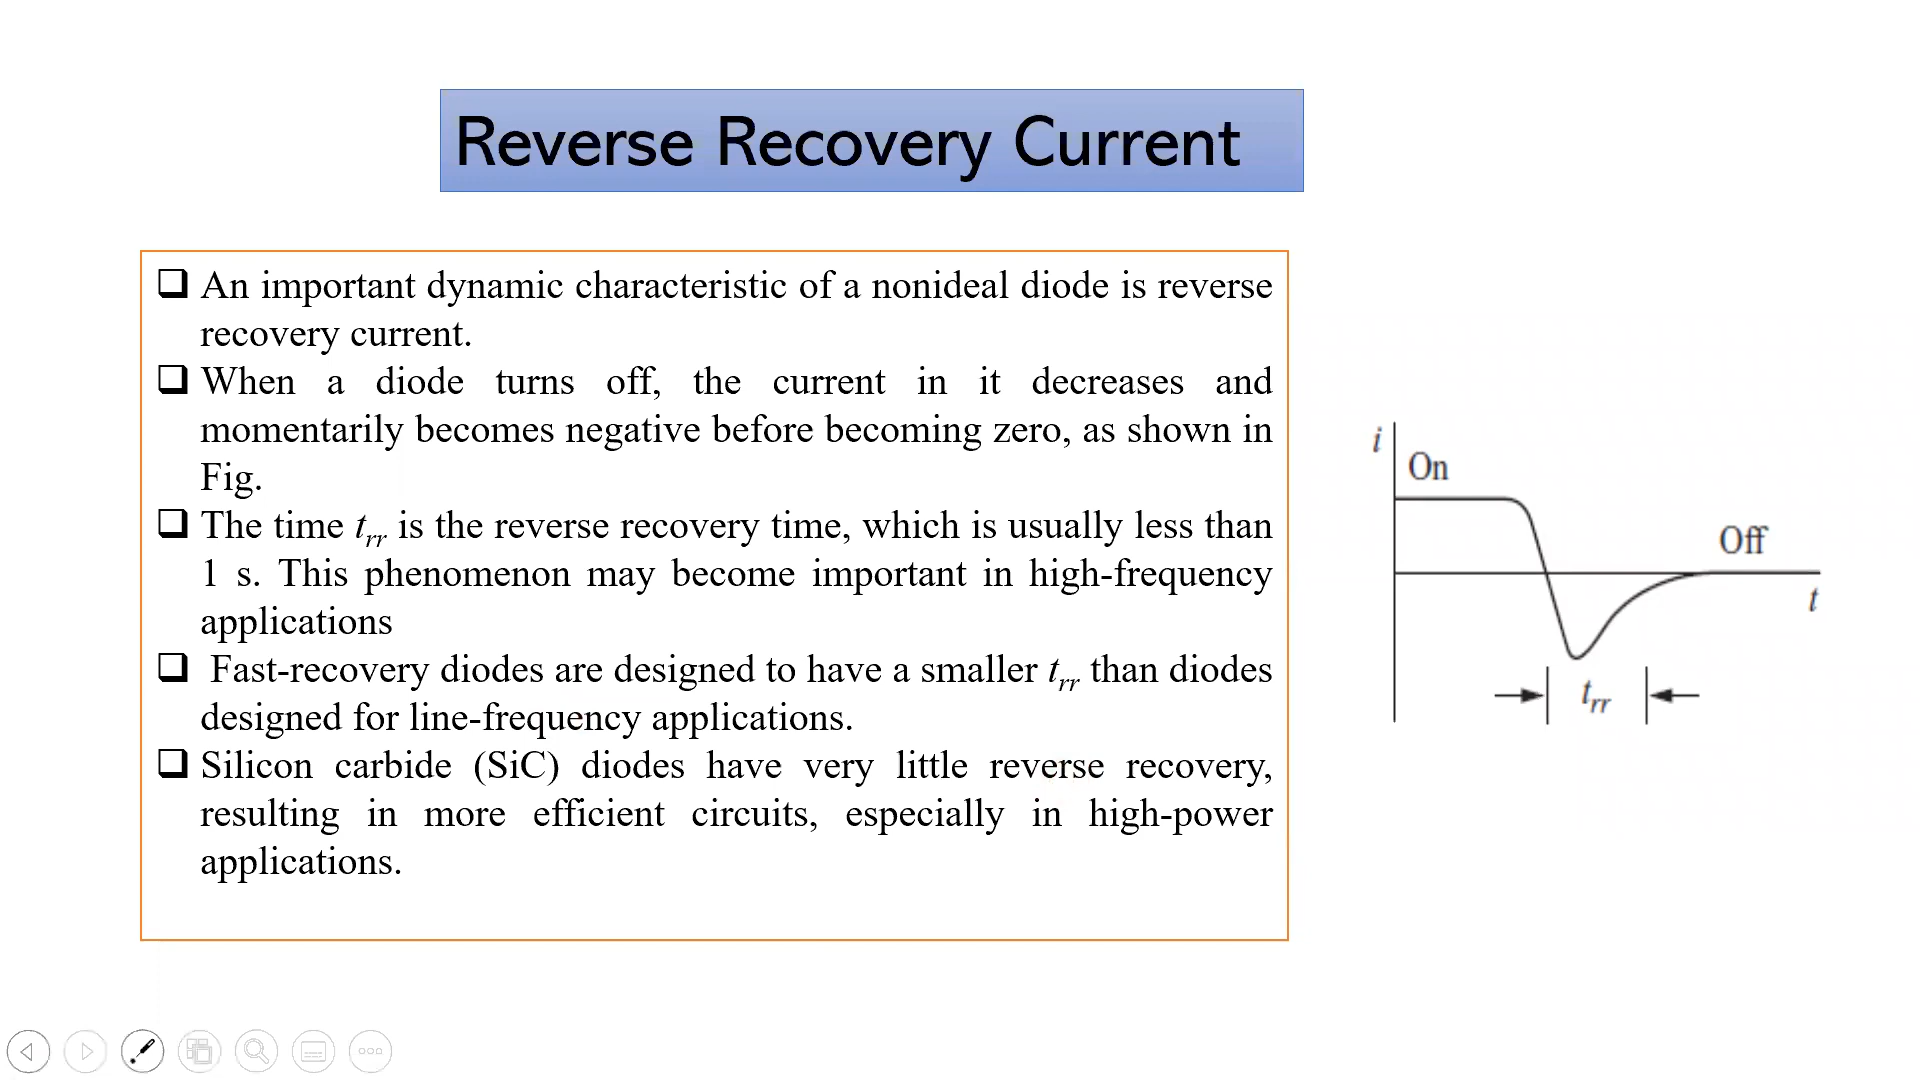 Reverse Recovery Current
❑ An important dynamic characteristic of a nonideal diode is reverse
recovery current.
❑ When a diode turns off, the current in it decreases and
momentarily becomes negative before becoming zero, as shown in
Fig.
❑ The time trr is the reverse recovery time, which is usually less than
1 s. This phenomenon may become important in high-frequency
applications
❑ Fast-recovery diodes are designed to have a smaller trr than diodes
designed for line-frequency applications.
❑ Silicon carbide (SiC) diodes have very little reverse recovery,
resulting in more efficient circuits, especially in high-power
applications.
i
On
Off
t
trr